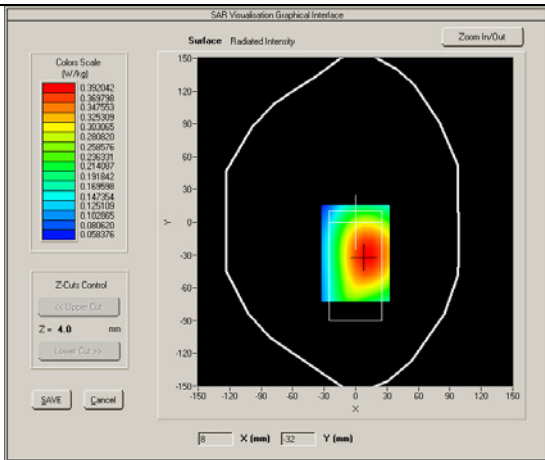 SAR Visualisation Graphical Interface
Surface Radiated Intensity
Zoom In/Out
Colors Scale
(W/kg)
0.392042
0.369798
0.347553
0.325309
0.303065
0.280820
0.258576
0.236331
0.214087
0.191842
0.169598
0.147354
0.125109
0.102865
0.080620
0.058376
Z-Cuts Control
<< Upper Cut
Z = 4.0 mm
Lower Cut >>
SAVE Cancel
150
120
90
60
30
0
-30
-60
-90
-120
-150
Y
-150 -120 -90 -60 -30 0 30 60 90 120 150
X
8 X (mm) -32 Y (mm)